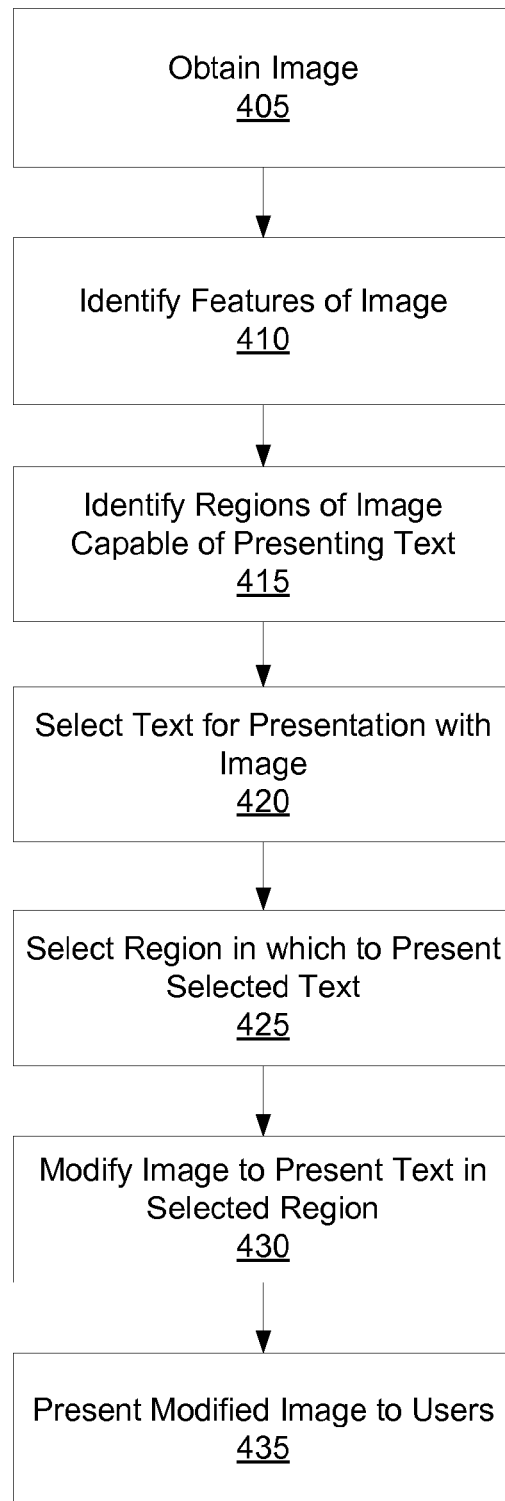 Obtain Image
405
Identify Features of Image
410
Identify Regions of Image
Capable of Presenting Text
415
Select Text for Presentation with
Image
420
Select Region in which to Present
Selected Text
425
Modify Image to Present Text in
Selected Region
430
Present Modified Image to Users
435